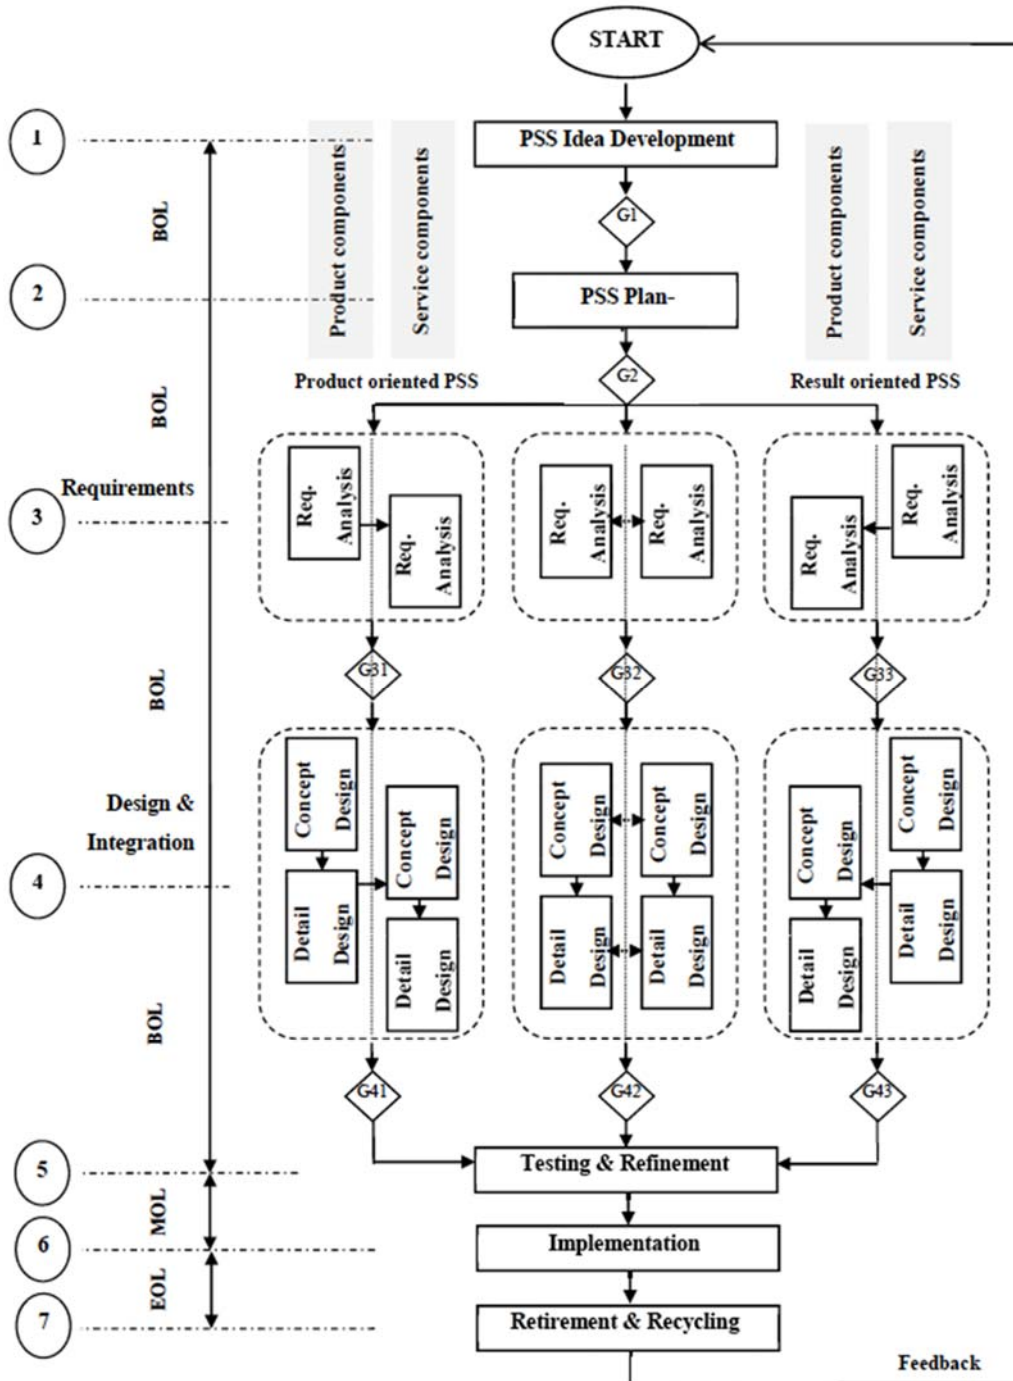 START
1
PSS Idea Development
Product components
Service components
Product components
Service components
BOL
G1
2
PSS Plan-
G2
Product oriented PSS
Result oriented PSS
BOL
Requirements
3
Req.
Analysis
Req.
Analysis
Req.
Analysis
Req.
Analysis
Req.
Analysis
Req.
Analysis
G31
G32
G33
BOL
Design &
Integration
4
Concept
Design
Concept
Design
Detail
Design
Detail
Design
Concept
Design
Concept
Design
Detail
Design
Detail
Design
Concept
Design
Concept
Design
Detail
Design
Detail
Design
BOL
G41
G42
G43
5
Testing & Refinement
MOL
6
Implementation
EOL
7
Retirement & Recycling
Feedback